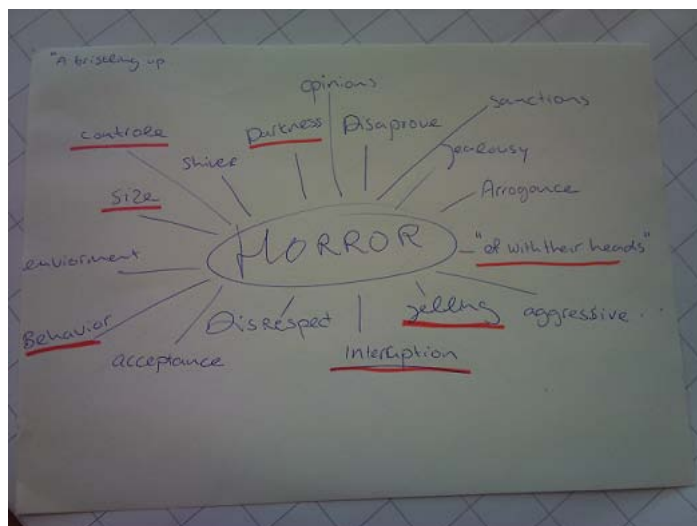 "A bristling up
opinions
sanctions
controle
Darkness
Disaprove
shiver
jealousy
Size
Arrogance
HORROR
"of with their heads"
enviorment
Behavior
Disrespect
yelling
aggressive ..
acceptance
Interuption